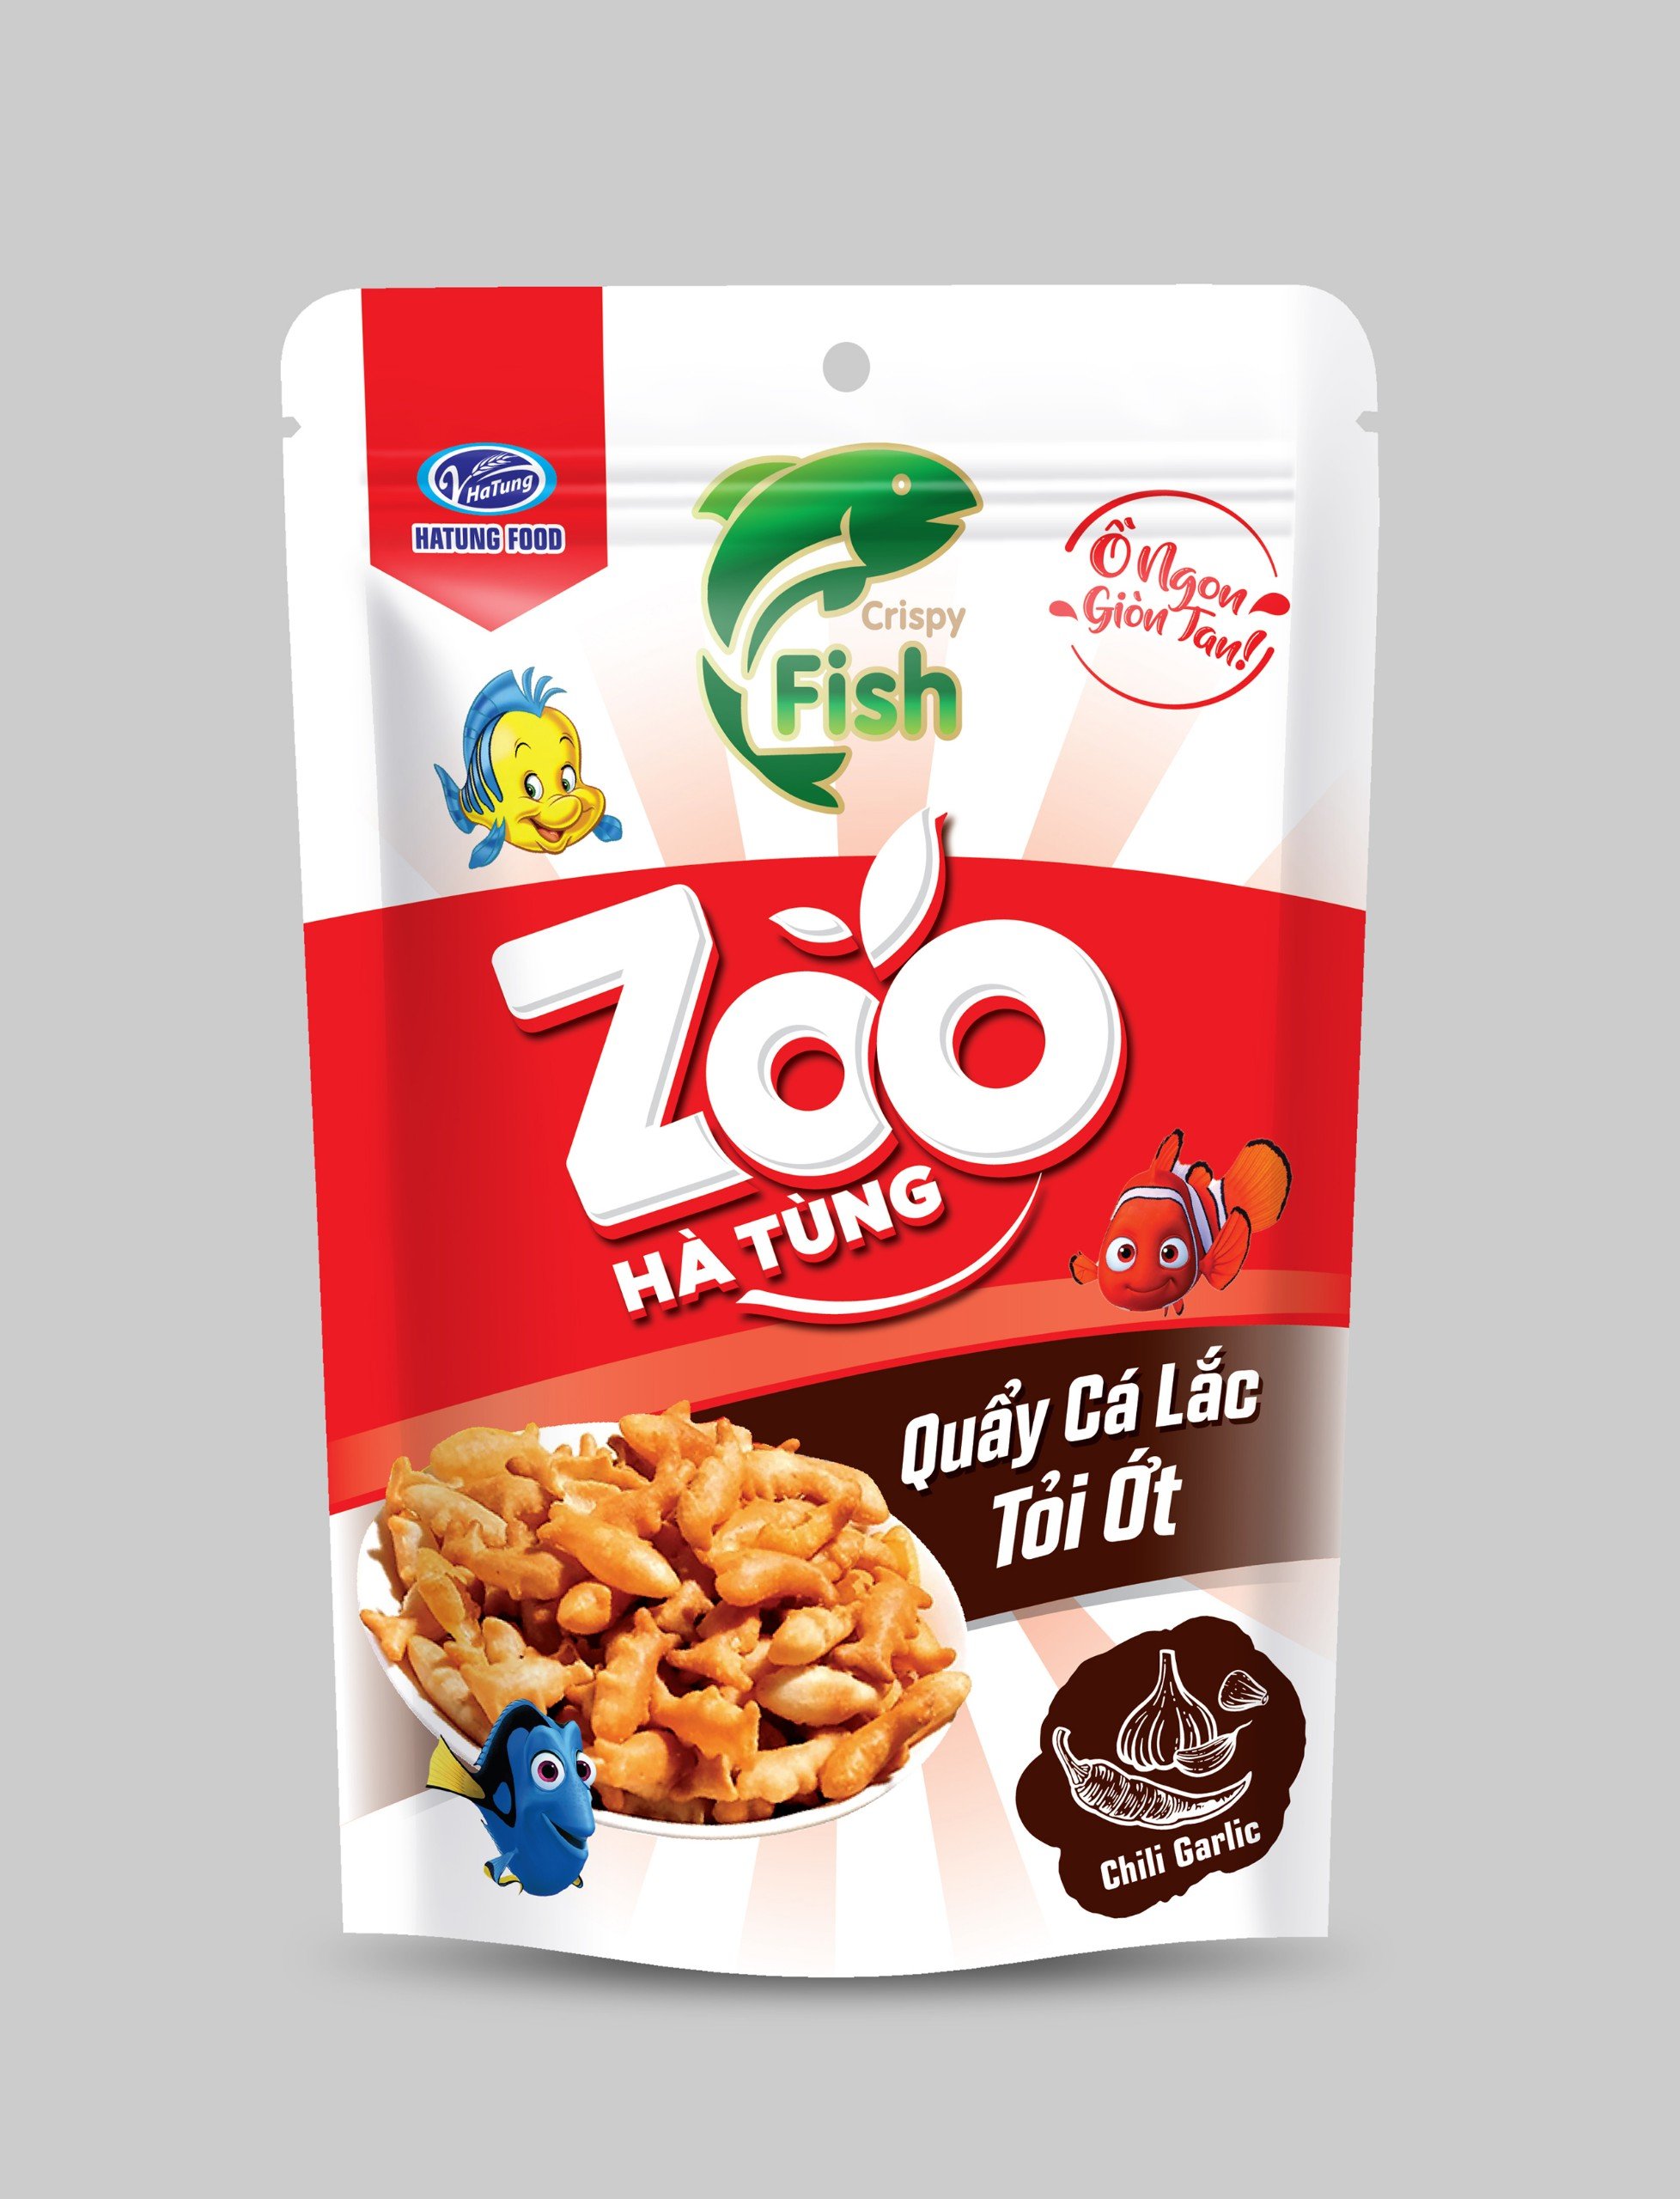 HaTung
HATUNG FOOD
Crispy
Fish
Ồ Ngon
Giòn Tan!
Zoo
HÀ TÙNG
Quẩy Cá Lắc
Tỏi Ớt
Chili Garlic